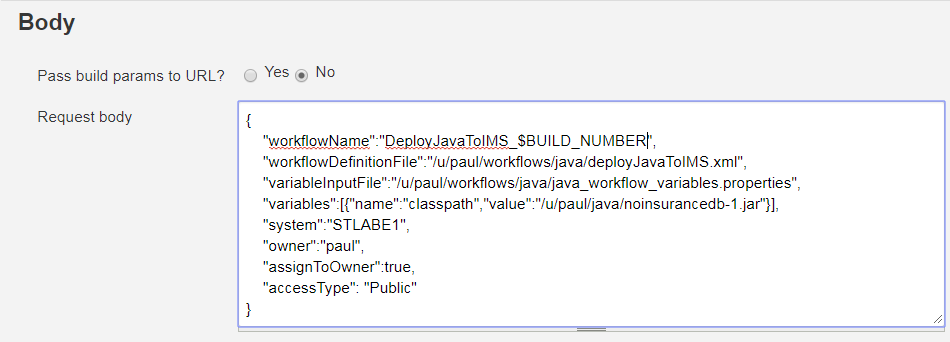 Body
Pass build params to URL? Yes No
Request body
{
"workflowName":"DeployJavaToIMS_$BUILD_NUMBER",
"workflowDefinitionFile":"/u/paul/workflows/java/deployJavaToIMS.xml",
"variableInputFile":"/u/paul/workflows/java/java_workflow_variables.properties",
"variables":[{"name":"classpath","value":"/u/paul/java/noinsurancedb-1.jar"}],
"system":"STLABE1",
"owner":"paul",
"assignToOwner":true,
"accessType": "Public"
}